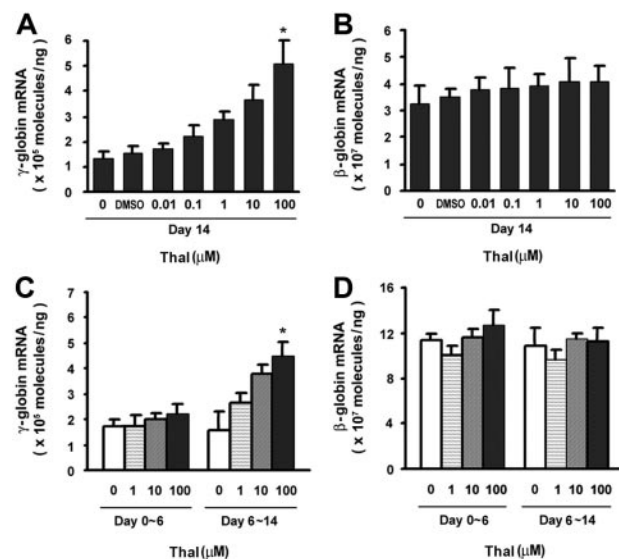 A
γ-globin mRNA
( x 10⁶ molecules/ng)
6
5
4
3
2
1
0
*
0 DMSO 0.01 0.1 1 10 100
Day 14
Thal (μM)
B
β-globin mRNA
( x 10⁷ molecules/ng)
6
5
4
3
2
1
0
0 DMSO 0.01 0.1 1 10 100
Day 14
Thal (μM)
C
γ-globin mRNA
( x 10⁶ molecules/ng)
7
5
4
3
2
1
0
*
0 1 10 100 0 1 10 100
Day 0~6 Day 6~14
Thal (μM)
D
β-globin mRNA
( x 10⁷ molecules/ng)
16
12
8
4
0
0 1 10 100 0 1 10 100
Day 0~6 Day 6~14
Thal (μM)